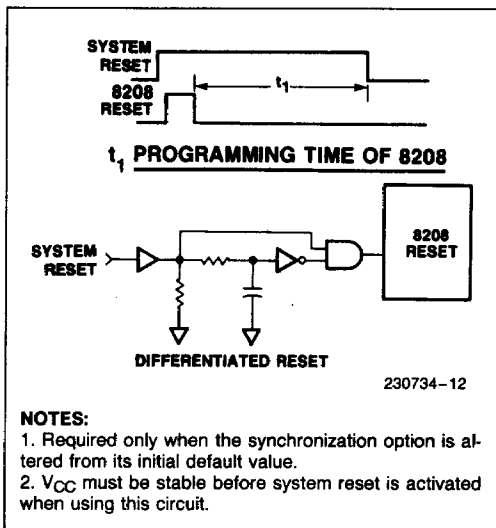 SYSTEM
RESET
8208
RESET
t1
t1 PROGRAMMING TIME OF 8208
SYSTEM
RESET
8208
RESET
DIFFERENTIATED RESET
230734-12
NOTES:
1. Required only when the synchronization option is al-
tered from its initial default value.
2. VCC must be stable before system reset is activated
when using this circuit.